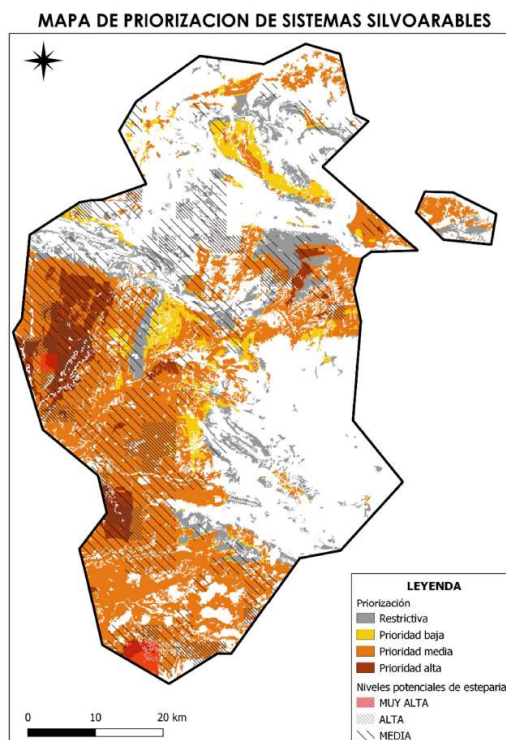 MAPA DE PRIORIZACION DE SISTEMAS SILVOARABLES
LEYENDA
Priorización
Restrictiva
Prioridad baja
Prioridad media
Prioridad alta
Niveles potenciales de esteparia
MUY ALTA
ALTA
MEDIA
0 10 20 km